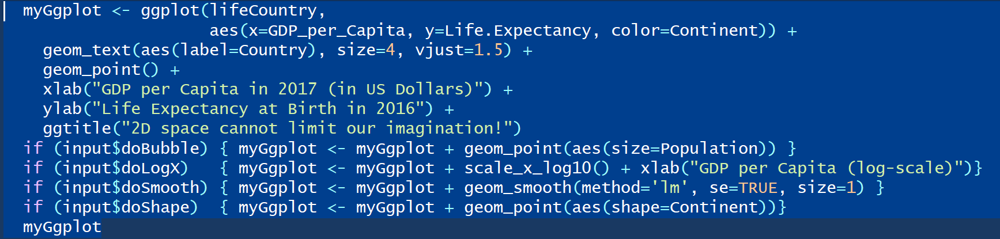 myGgplot <- ggplot(lifeCountry,
                   aes(x=GDP_per_Capita, y=Life.Expectancy, color=Continent)) +
  geom_text(aes(label=Country), size=4, vjust=1.5) +
  geom_point() +
  xlab("GDP per Capita in 2017 (in US Dollars)") +
  ylab("Life Expectancy at Birth in 2016") +
  ggtitle("2D space cannot limit our imagination!")
if (input$doBubble) { myGgplot <- myGgplot + geom_point(aes(size=Population)) }
if (input$doLogX)   { myGgplot <- myGgplot + scale_x_log10() + xlab("GDP per Capita (log-scale)")}
if (input$doSmooth) { myGgplot <- myGgplot + geom_smooth(method='lm', se=TRUE, size=1) }
if (input$doShape)  { myGgplot <- myGgplot + geom_point(aes(shape=Continent))}
myGgplot